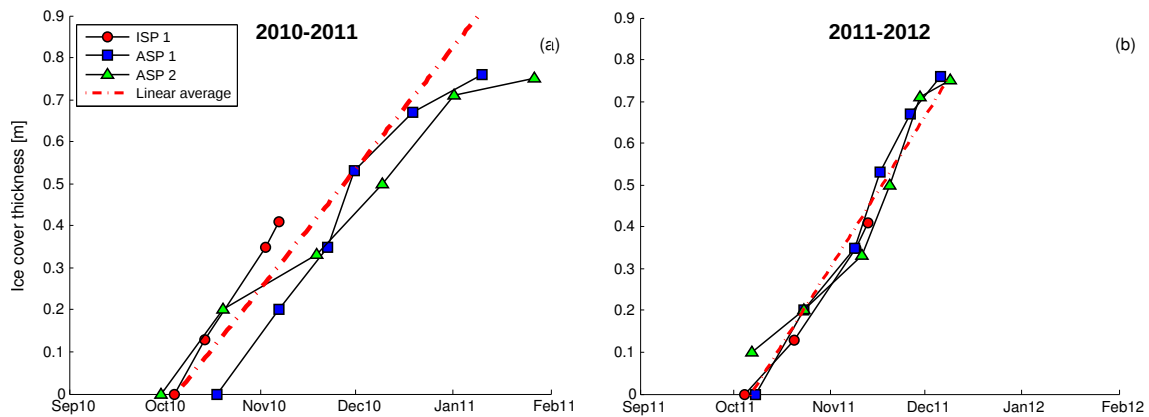 2010-2011
(a)
ISP 1
ASP 1
ASP 2
Linear average
Ice cover thickness [m]
0.9
0.8
0.7
0.6
0.5
0.4
0.3
0.2
0.1
0
Sep10 Oct10 Nov10 Dec10 Jan11 Feb11
2011-2012
(b)
0.9
0.8
0.7
0.6
0.5
0.4
0.3
0.2
0.1
0
Sep11 Oct11 Nov11 Dec11 Jan12 Feb12